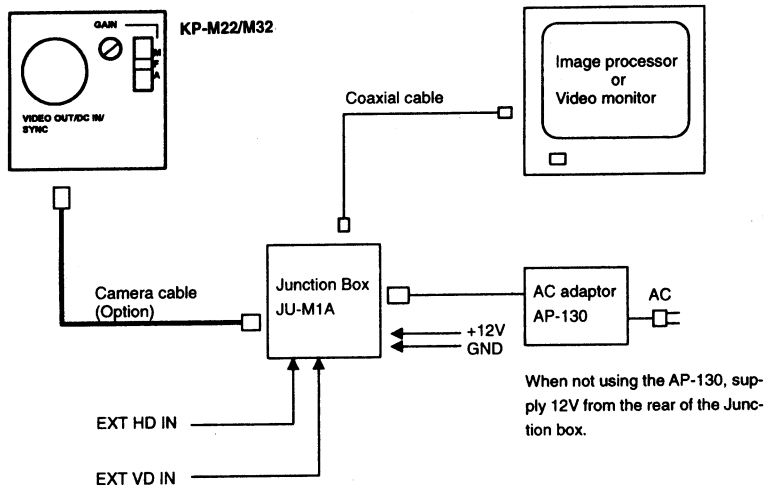 GAIN
KP-M22/M32
M
F
A
VIDEO OUT/DC IN/
SYNC
Image processor
or
Video monitor
Coaxial cable
Camera cable
(Option)
Junction Box
JU-M1A
AC adaptor
AP-130
AC
+12V
GND
When not using the AP-130, sup-
ply 12V from the rear of the Junc-
tion box.
EXT HD IN
EXT VD IN